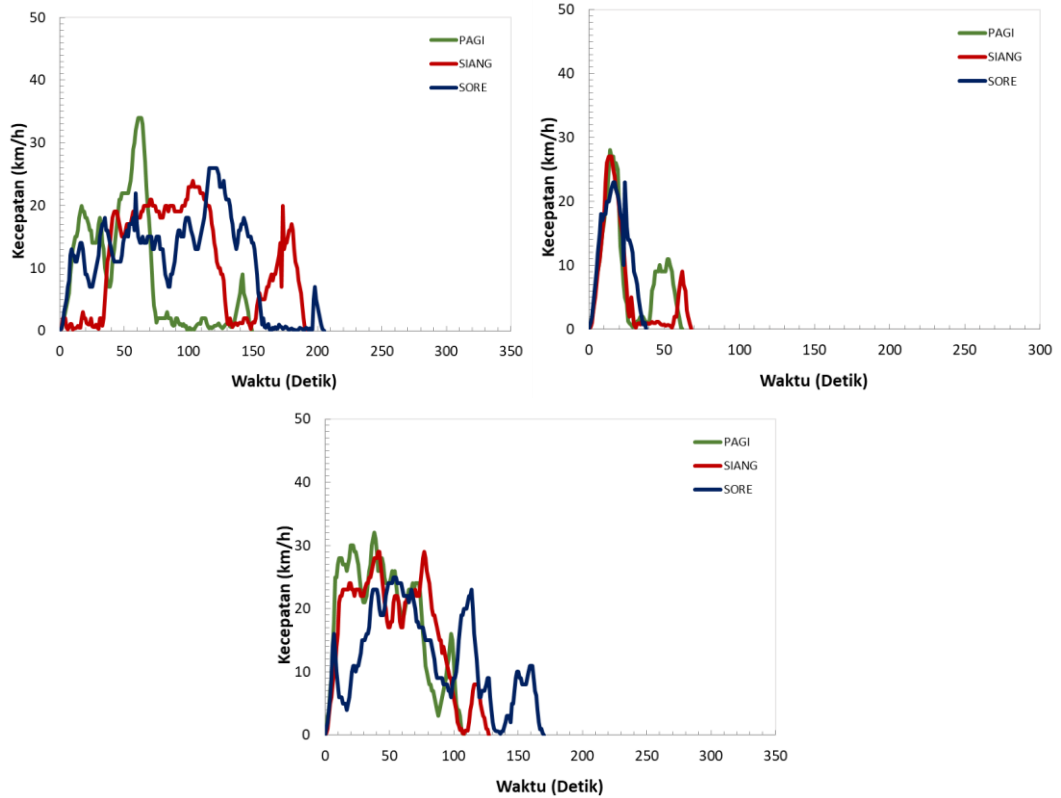 50
40
30
20
10
0
Kecepatan (km/h)
PAGI
SIANG
SORE
0 50 100 150 200 250 300 350
Waktu (Detik)
50
40
30
20
10
0
Kecepatan (km/h)
PAGI
SIANG
SORE
0 50 100 150 200 250 300
Waktu (Detik)
50
40
30
20
10
0
Kecepatan (km/h)
PAGI
SIANG
SORE
0 50 100 150 200 250 300 350
Waktu (Detik)